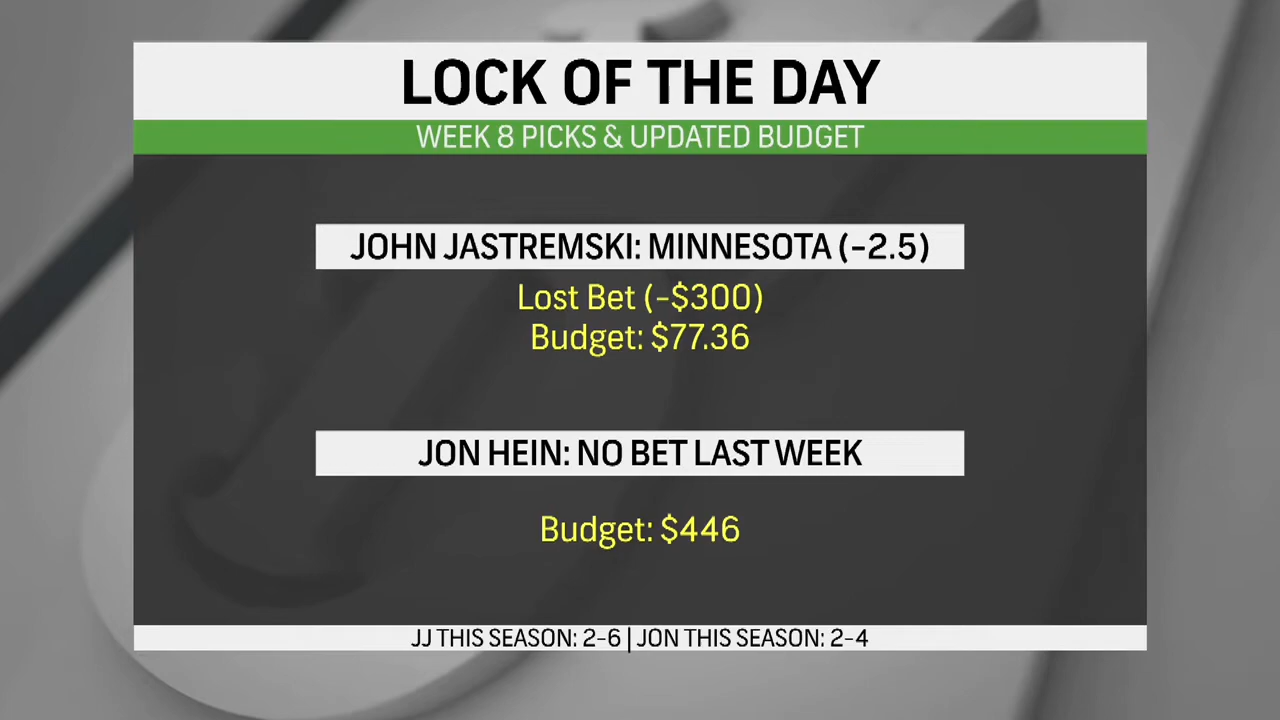 LOCK OF THE DAY
WEEK 8 PICKS & UPDATED BUDGET
JOHN JASTREMSKI: MINNESOTA (-2.5)
Lost Bet (-$300)
Budget: $77.36
JON HEIN: NO BET LAST WEEK
Budget: $446
JJ THIS SEASON: 2-6 | JON THIS SEASON: 2-4